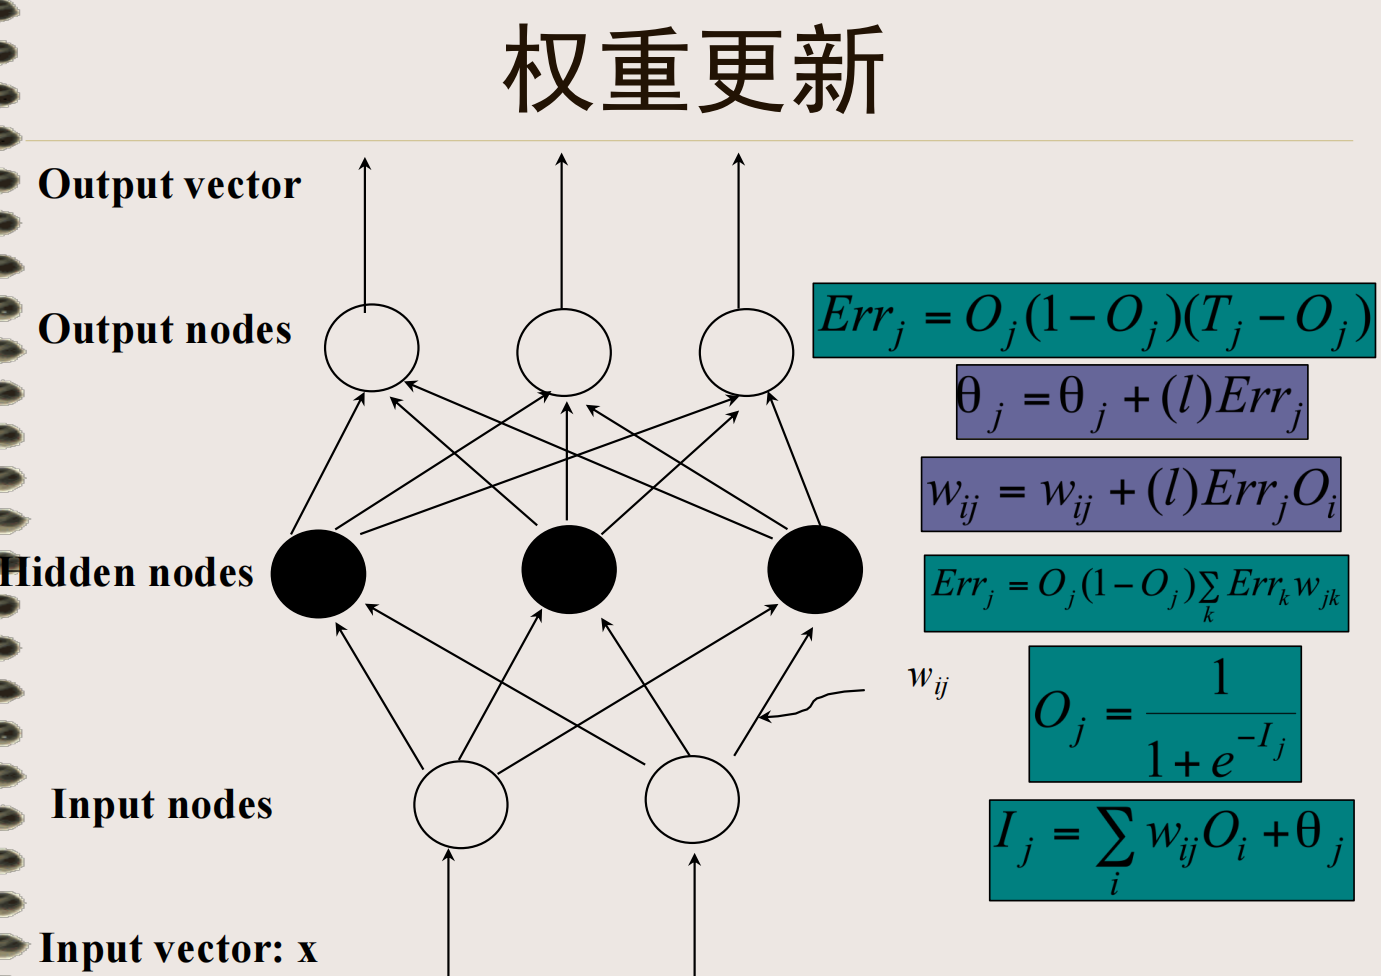 权重更新
Output vector
Output nodes
Err_j = O_j(1 − O_j)(T_j − O_j)
θ_j = θ_j + (l)Err_j
w_ij = w_ij + (l)Err_j O_i
Hidden nodes
Err_j = O_j(1 − O_j) ∑_k Err_k w_jk
w_ij
O_j = 1 / (1 + e^(−I_j))
Input nodes
I_j = ∑_i w_ij O_i + θ_j
Input vector: x